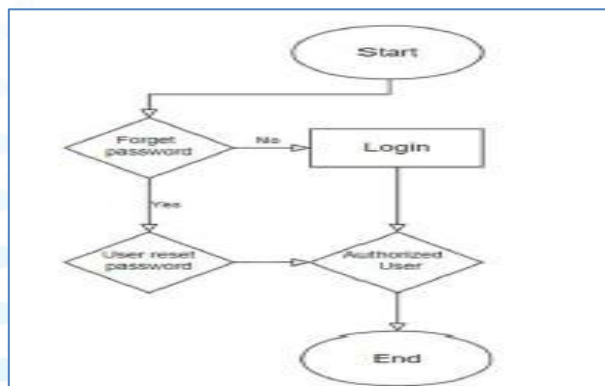 Start
Forget
password
No
Login
Yes
User reset
password
Authorized
User
End